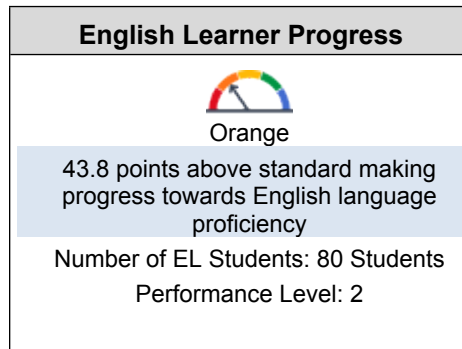 English Learner Progress
Orange
43.8 points above standard making
progress towards English language
proficiency
Number of EL Students: 80 Students
Performance Level: 2